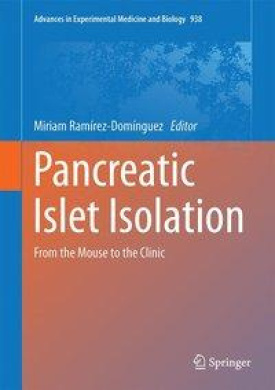 Advances in Experimental Medicine and Biology 938
Miriam Ramírez-Domínguez Editor
Pancreatic
Islet Isolation
From the Mouse to the Clinic
Springer